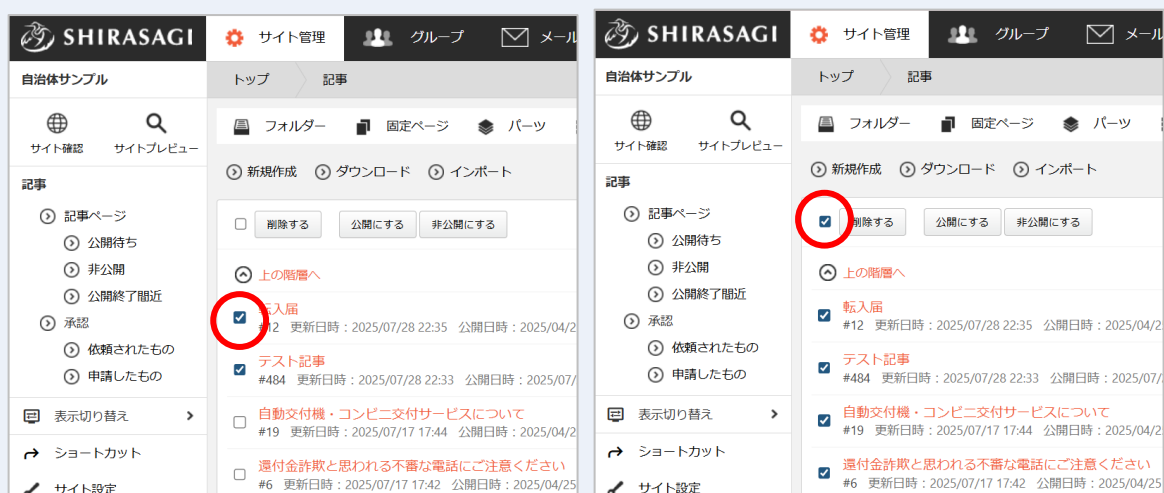 SHIRASAGI サイト管理 グループ メール
自治体サンプル トップ 記事
サイト確認 サイトプレビュー
フォルダー 固定ページ パーツ
新規作成 ダウンロード インポート
記事
記事ページ
公開待ち
非公開
公開終了間近
承認
依頼されたもの
申請したもの
表示切り替え
ショートカット
サイト設定
削除する 公開にする 非公開にする
上の階層へ
転入届
#12 更新日時：2025/07/28 22:35 公開日時：2025/04/2
テスト記事
#484 更新日時：2025/07/28 22:33 公開日時：2025/07/
自動交付機・コンビニ交付サービスについて
#19 更新日時：2025/07/17 17:44 公開日時：2025/04/2
還付金詐欺と思われる不審な電話にご注意ください
#6 更新日時：2025/07/17 17:42 公開日時：2025/04/25
SHIRASAGI サイト管理 グループ メール
自治体サンプル トップ 記事
サイト確認 サイトプレビュー
フォルダー 固定ページ パーツ
新規作成 ダウンロード インポート
記事
記事ページ
公開待ち
非公開
公開終了間近
承認
依頼されたもの
申請したもの
表示切り替え
ショートカット
サイト設定
削除する 公開にする 非公開にする
上の階層へ
転入届
#12 更新日時：2025/07/28 22:35 公開日時：2025/04/2
テスト記事
#484 更新日時：2025/07/28 22:33 公開日時：2025/07/
自動交付機・コンビニ交付サービスについて
#19 更新日時：2025/07/17 17:44 公開日時：2025/04/2
還付金詐欺と思われる不審な電話にご注意ください
#6 更新日時：2025/07/17 17:42 公開日時：2025/04/25